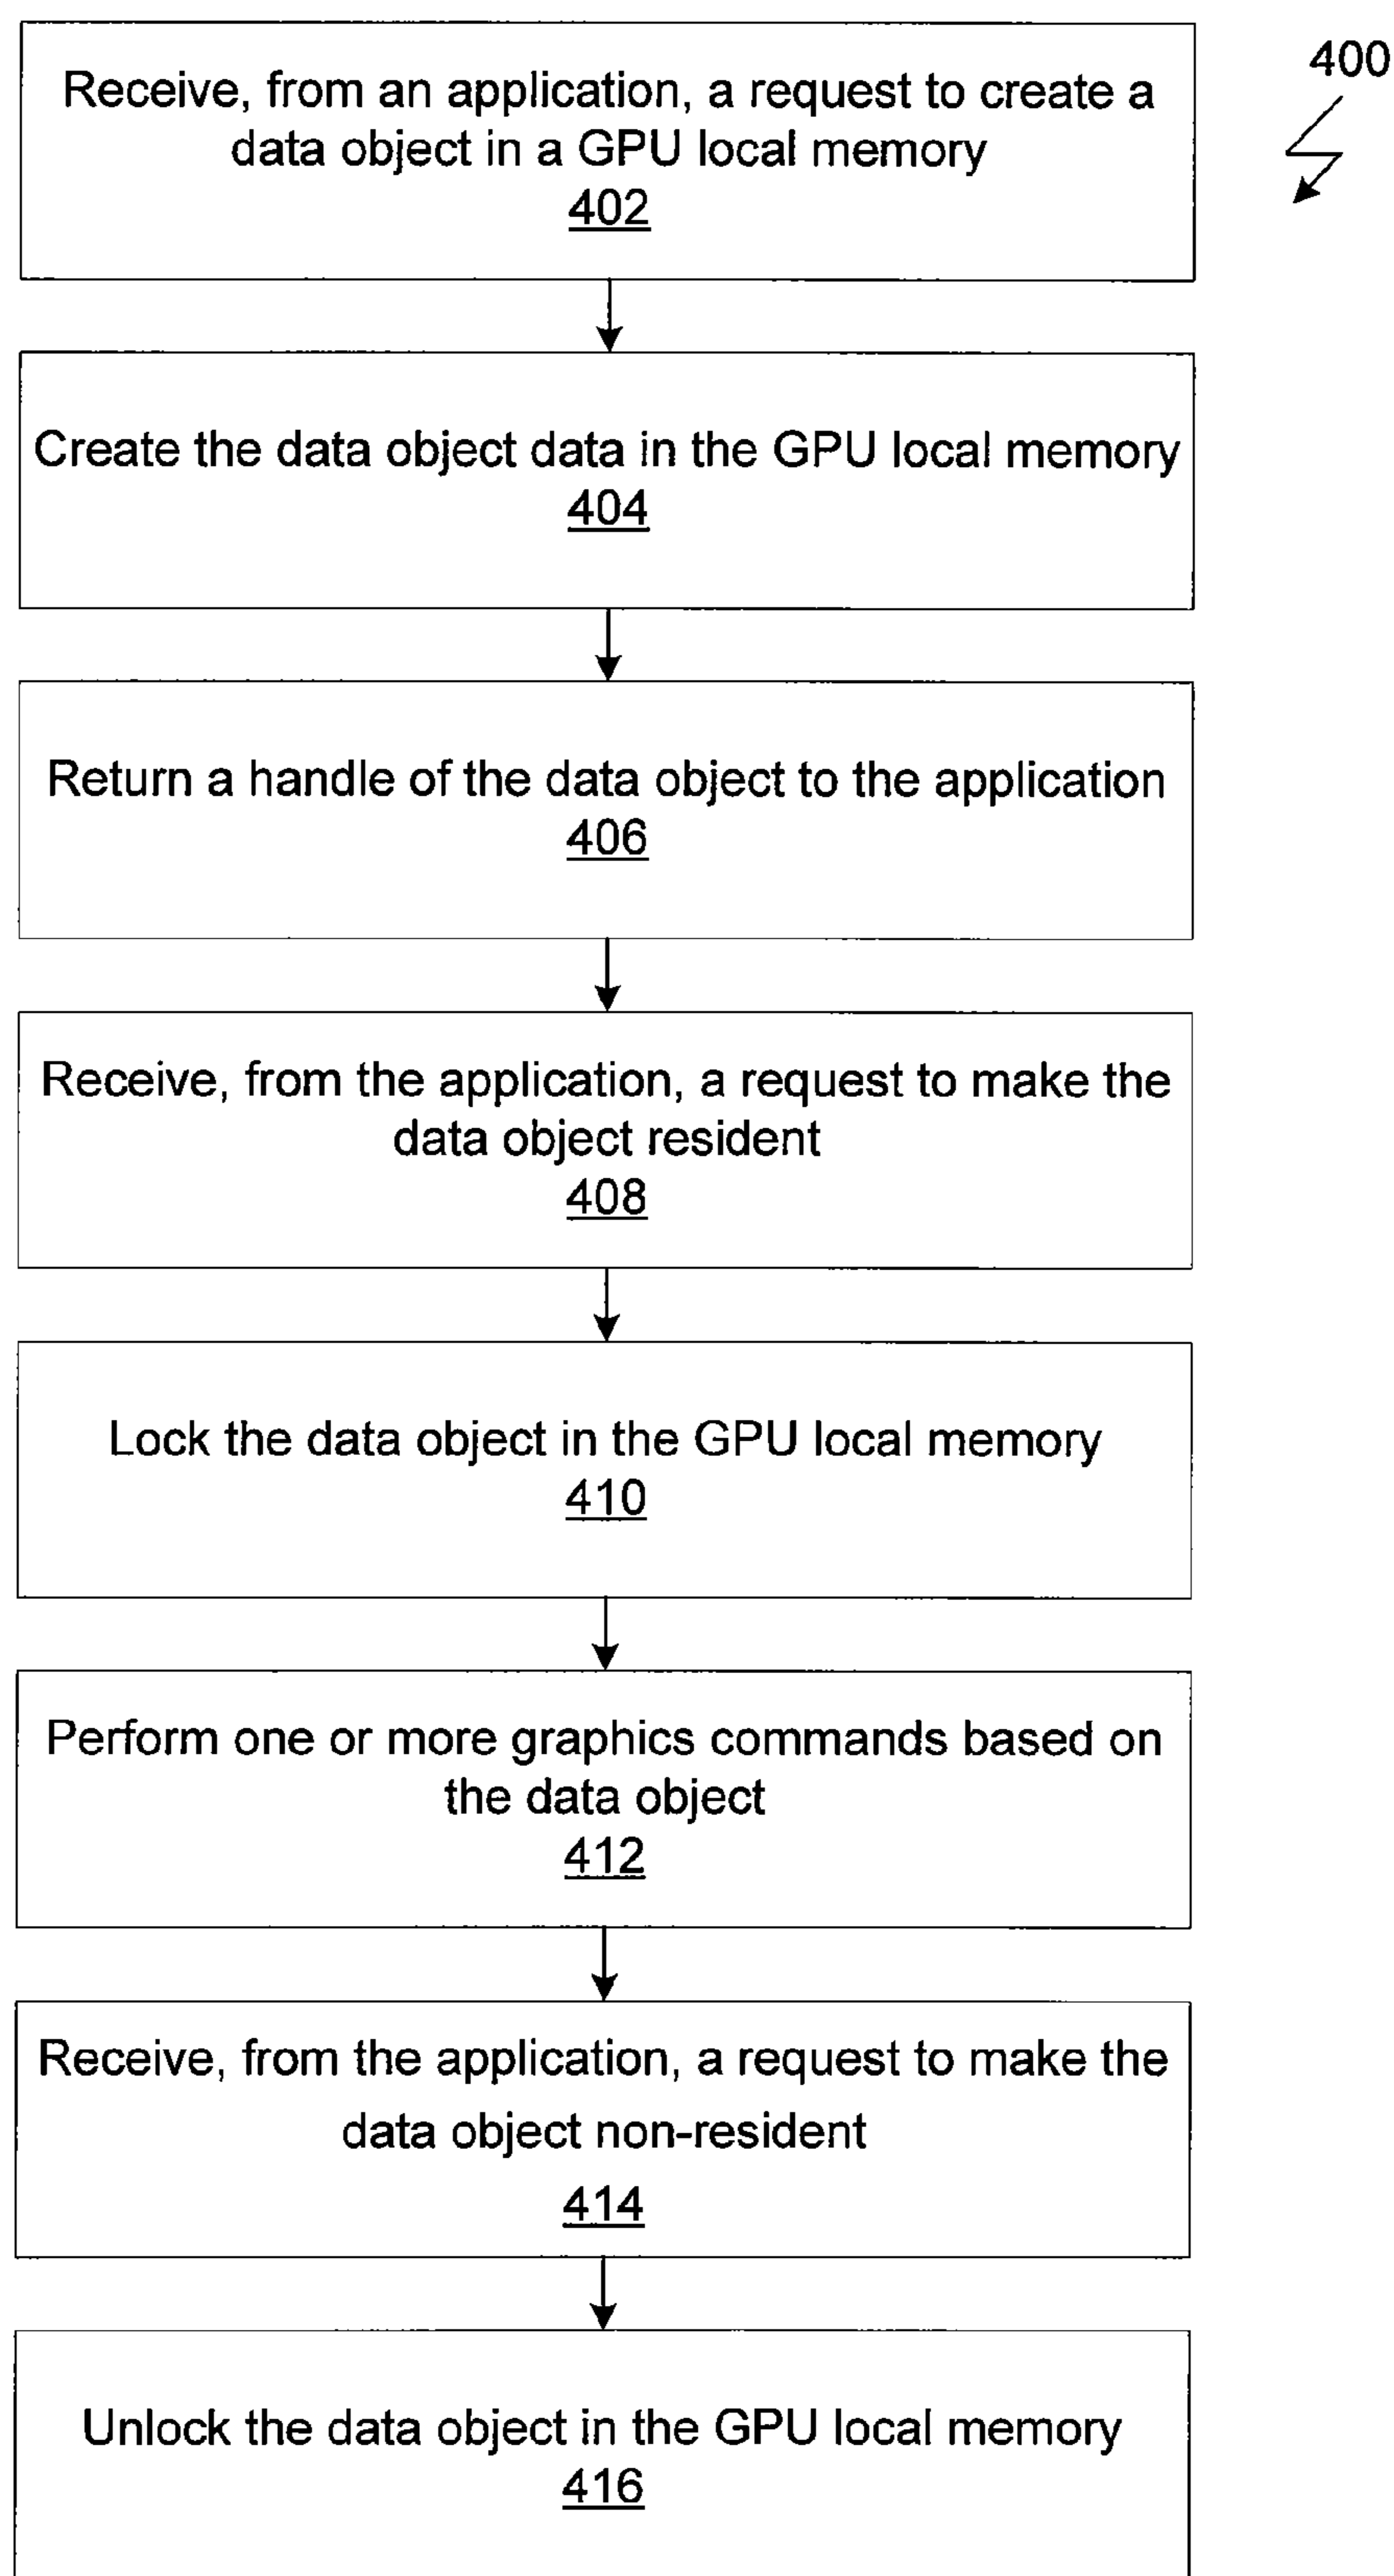 400
Receive, from an application, a request to create a
data object in a GPU local memory
402
Create the data object data in the GPU local memory
404
Return a handle of the data object to the application
406
Receive, from the application, a request to make the
data object resident
408
Lock the data object in the GPU local memory
410
Perform one or more graphics commands based on
the data object
412
Receive, from the application, a request to make the
data object non-resident
414
Unlock the data object in the GPU local memory
416